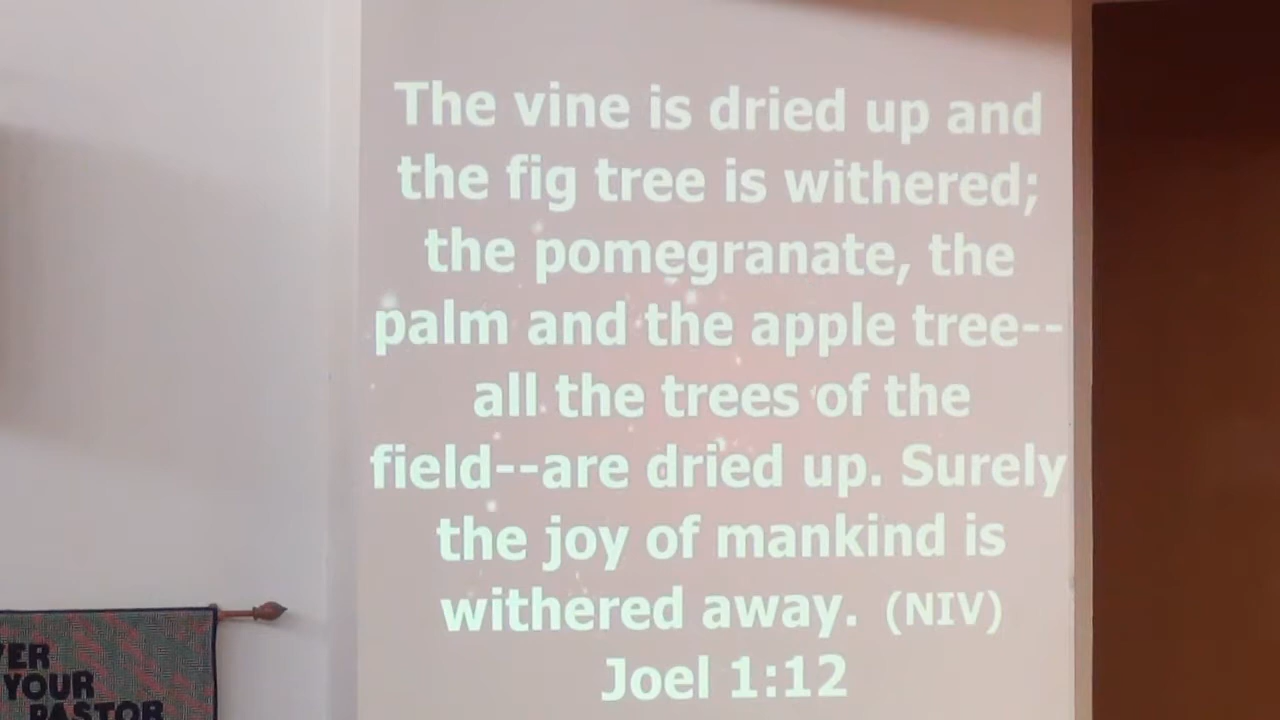 The vine is dried up and
the fig tree is withered;
the pomegranate, the
palm and the apple tree--
all the trees of the
field--are dried up. Surely
the joy of mankind is
withered away. (NIV)
Joel 1:12
YOUR
PASTOR